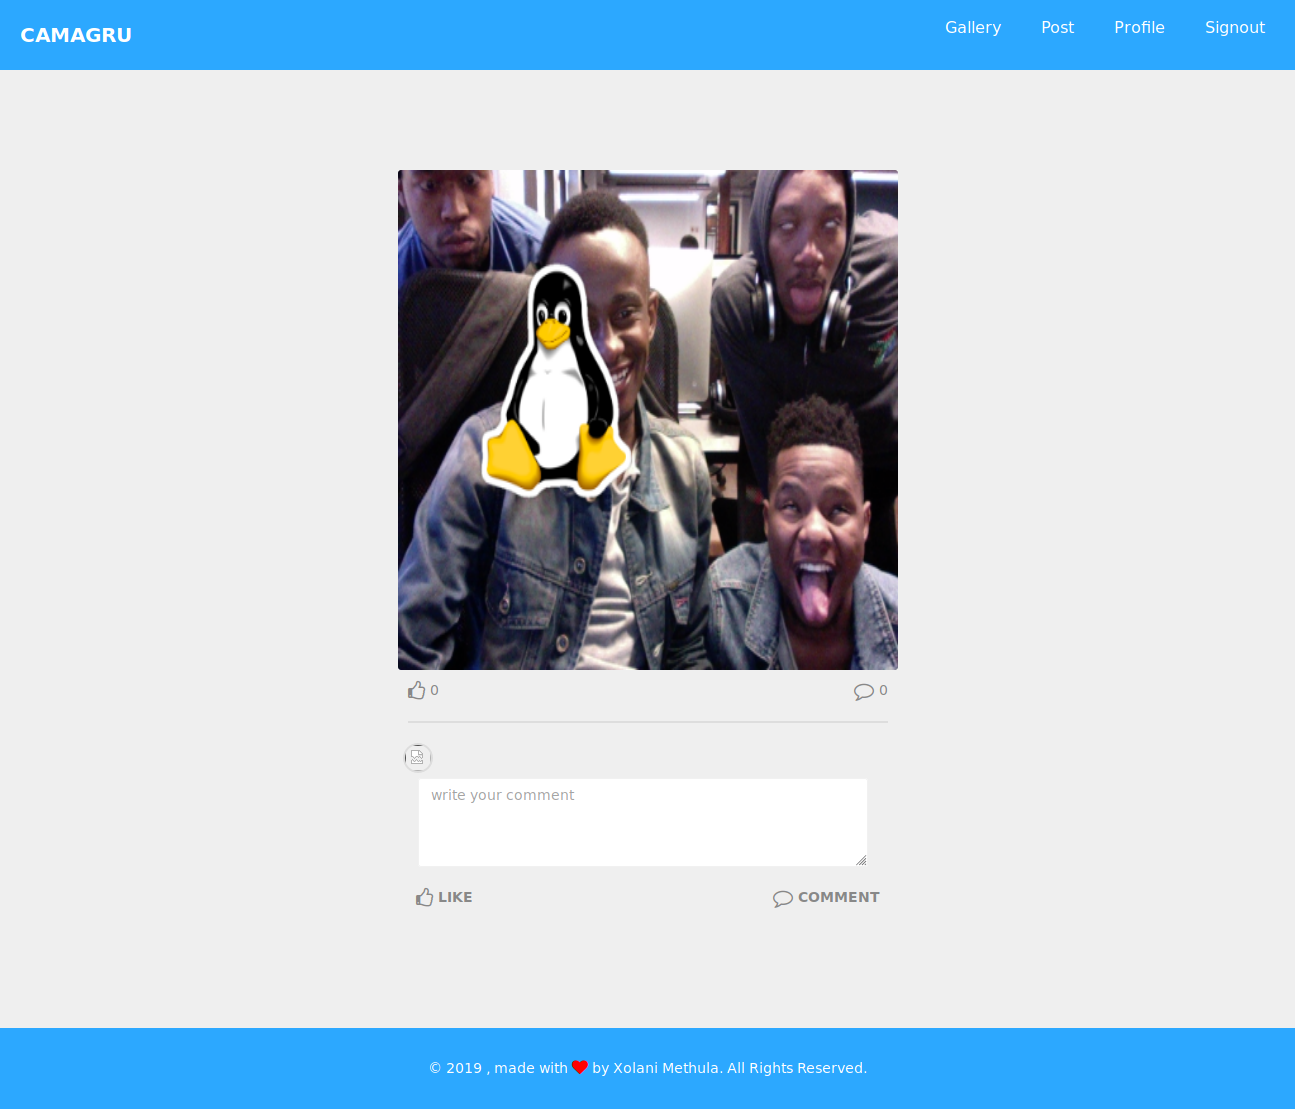 CAMAGRU
Gallery Post Profile Signout
0 0
write your comment
LIKE COMMENT
© 2019 , made with ❤ by Xolani Methula. All Rights Reserved.